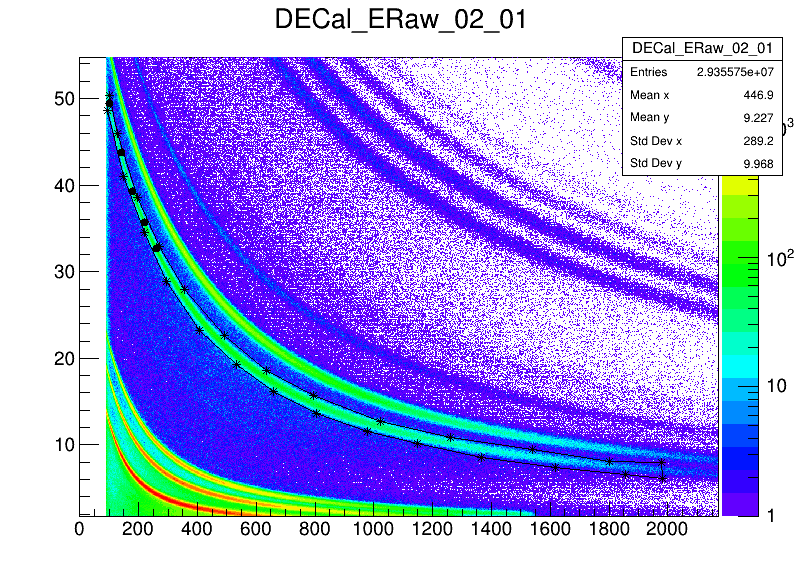 DECal_ERaw_02_01
DECal_ERaw_02_01
Entries 2.935575e+07
Mean x 446.9
Mean y 9.227
Std Dev x 289.2
Std Dev y 9.968
50
40
30
20
10
0 200 400 600 800 1000 1200 1400 1600 1800 2000
10²
10
1